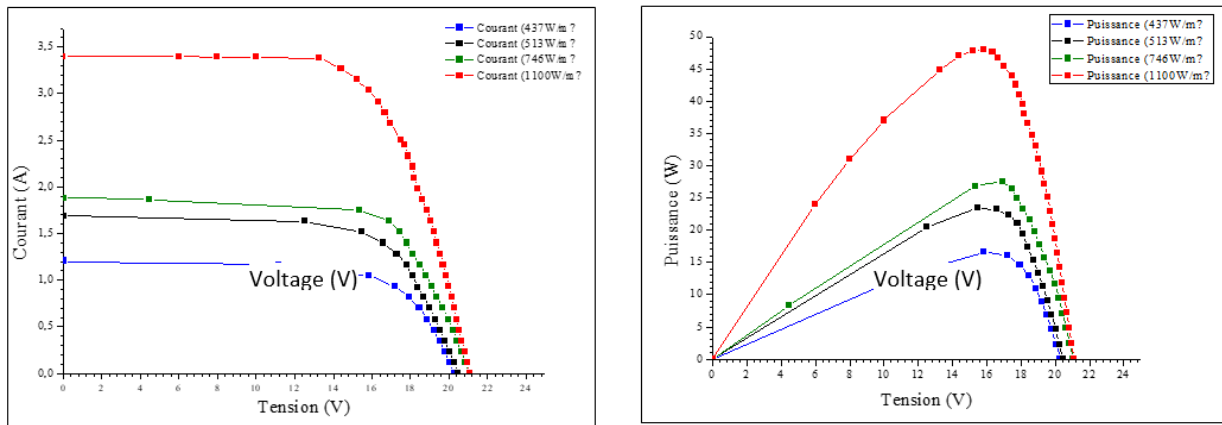 Courant (437W/m?
Courant (513W/m?
Courant (746W/m?
Courant (1100W/m?
3,5
3,0
2,5
2,0
1,5
1,0
0,5
0,0
Courant (A)
Voltage (V)
0 2 4 6 8 10 12 14 16 18 20 22 24
Tension (V)
Puissance (437W/m?
Puissance (513W/m?
Puissance (746W/m?
Puissance (1100W/m?
50
45
40
35
30
25
20
15
10
5
0
Puissance (W)
Voltage (V)
0 2 4 6 8 10 12 14 16 18 20 22 24
Tension (V)